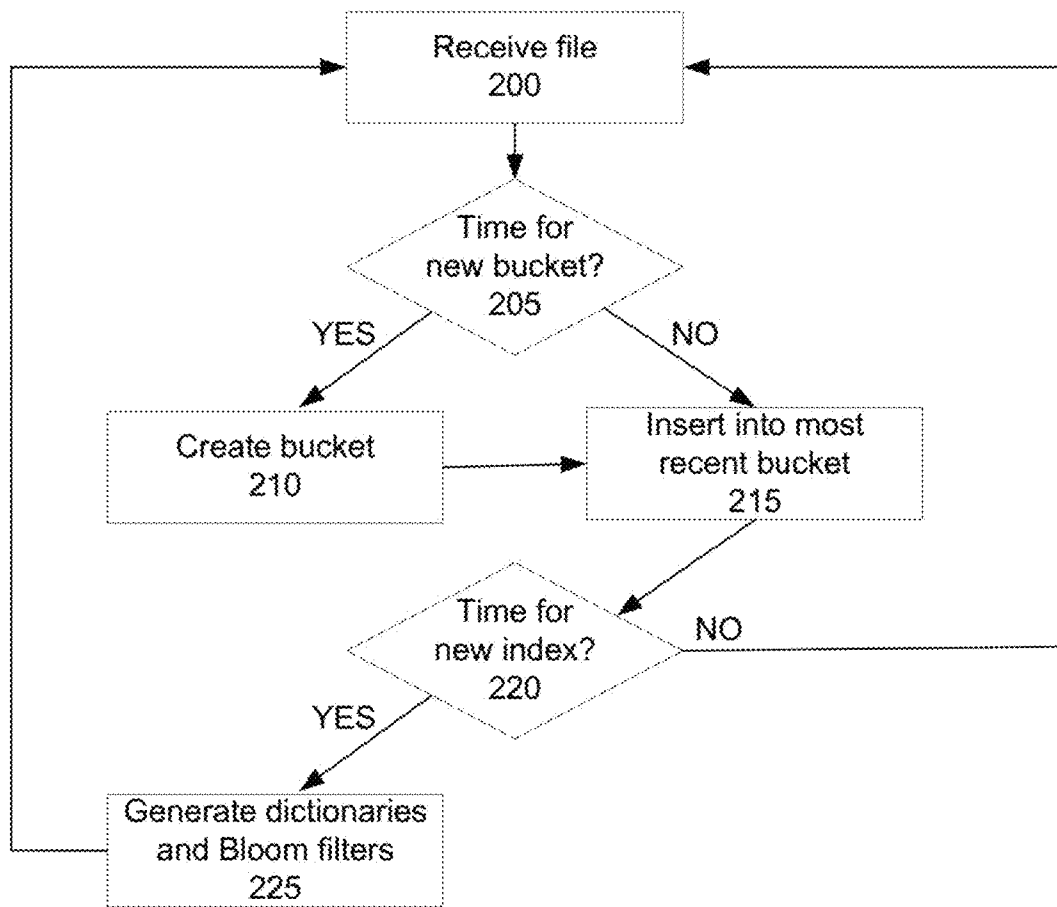 Receive file
200
Time for
new bucket?
205
YES
NO
Create bucket
210
Insert into most
recent bucket
215
Time for
new index?
220
NO
YES
Generate dictionaries
and Bloom filters
225